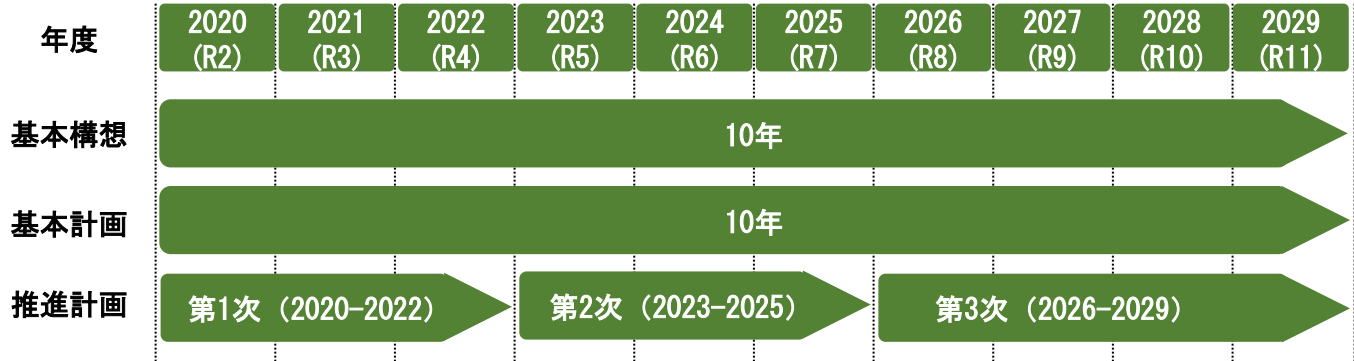 年度
2020
(R2)
2021
(R3)
2022
(R4)
2023
(R5)
2024
(R6)
2025
(R7)
2026
(R8)
2027
(R9)
2028
(R10)
2029
(R11)
基本構想
10年
基本計画
10年
推進計画
第1次（2020−2022）
第2次（2023−2025）
第3次（2026−2029）